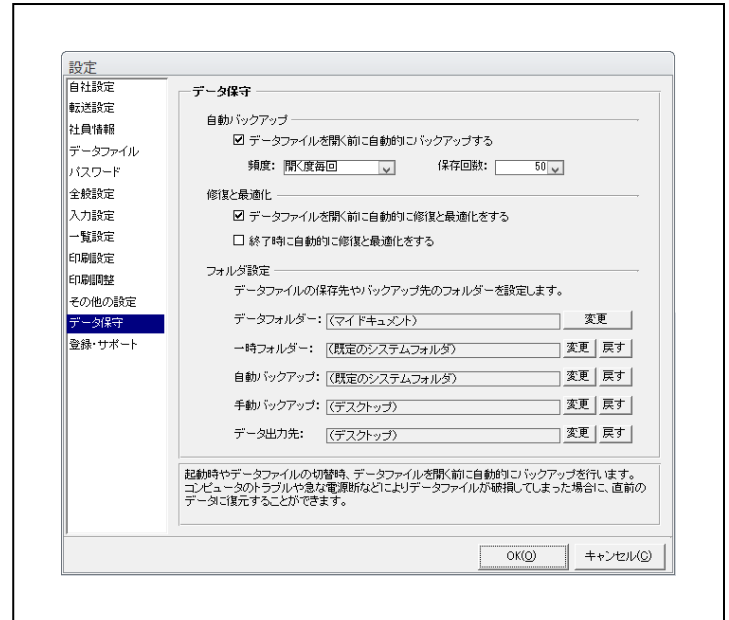 設定
自社設定
転送設定
社員情報
データファイル
パスワード
全般設定
入力設定
一覧設定
印刷設定
印刷調整
その他の設定
データ保守
登録・サポート
データ保守
自動バックアップ
データファイルを開く前に自動的にバックアップする
頻度: 開く度毎回 保存回数: 50
修復と最適化
データファイルを開く前に自動的に修復と最適化をする
終了時に自動的に修復と最適化をする
フォルダ設定
データファイルの保存先やバックアップ先のフォルダーを設定します。
データフォルダー: (マイドキュメント) 変更
一時フォルダー: (既定のシステムフォルダ) 変更 戻す
自動バックアップ: (既定のシステムフォルダ) 変更 戻す
手動バックアップ: (デスクトップ) 変更 戻す
データ出力先: (デスクトップ) 変更 戻す
起動時やデータファイルの切替時、データファイルを開く前に自動的にバックアップを行います。
コンピュータのトラブルや急な電源断などによりデータファイルが破損してしまった場合に、直前の
データに復元することができます。
OK(O) キャンセル(C)